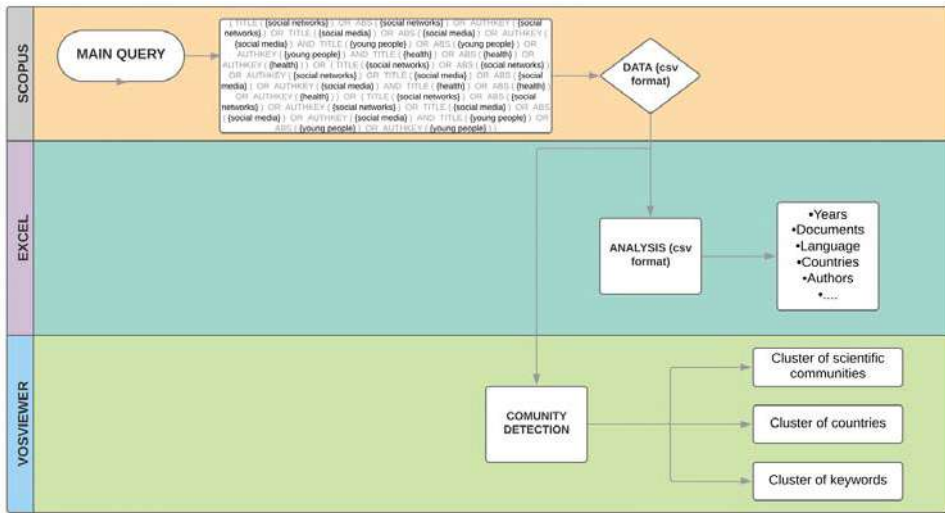 SCOPUS
MAIN QUERY
( TITLE ( {social networks} ) OR ABS ( {social networks} ) OR AUTHKEY ( {social
networks} ) OR TITLE ( {social media} ) OR ABS ( {social media} ) OR AUTHKEY (
{social media} ) AND TITLE ( {young people} ) OR ABS ( {young people} ) OR
AUTHKEY ( {young people} ) AND TITLE ( {health} ) OR ABS ( {health} ) OR
AUTHKEY ( {health} ) ) OR ( TITLE ( {social networks} ) OR ABS ( {social networks} )
OR AUTHKEY ( {social networks} ) OR TITLE ( {social media} ) OR ABS ( {social
media} ) OR AUTHKEY ( {social media} ) AND TITLE ( {health} ) OR ABS ( {health} )
OR AUTHKEY ( {health} ) ) OR ( TITLE ( {social networks} ) OR ABS ( {social
networks} ) OR AUTHKEY ( {social networks} ) OR TITLE ( {social media} ) OR ABS
( {social media} ) OR AUTHKEY ( {social media} ) AND TITLE ( {young people} ) OR
ABS ( {young people} ) OR AUTHKEY ( {young people} ) )
DATA (csv
format)
EXCEL
ANALYSIS (csv
format)
•Years
•Documents
•Language
•Countries
•Authors
•....
VOSVIEWER
COMUNITY
DETECTION
Cluster of scientific
communities
Cluster of countries
Cluster of keywords